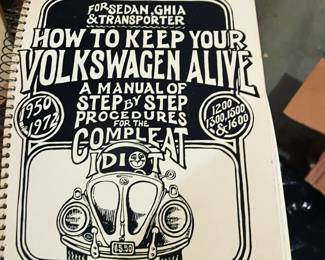 FOR SEDAN, GHIA
& TRANSPORTER
HOW TO KEEP YOUR
VOLKSWAGEN ALIVE
A MANUAL OF
STEP BY STEP
PROCEDURES
FOR THE
COMPLEAT
IDIOT
1950
1972
1200
1300, 1500
& 1600